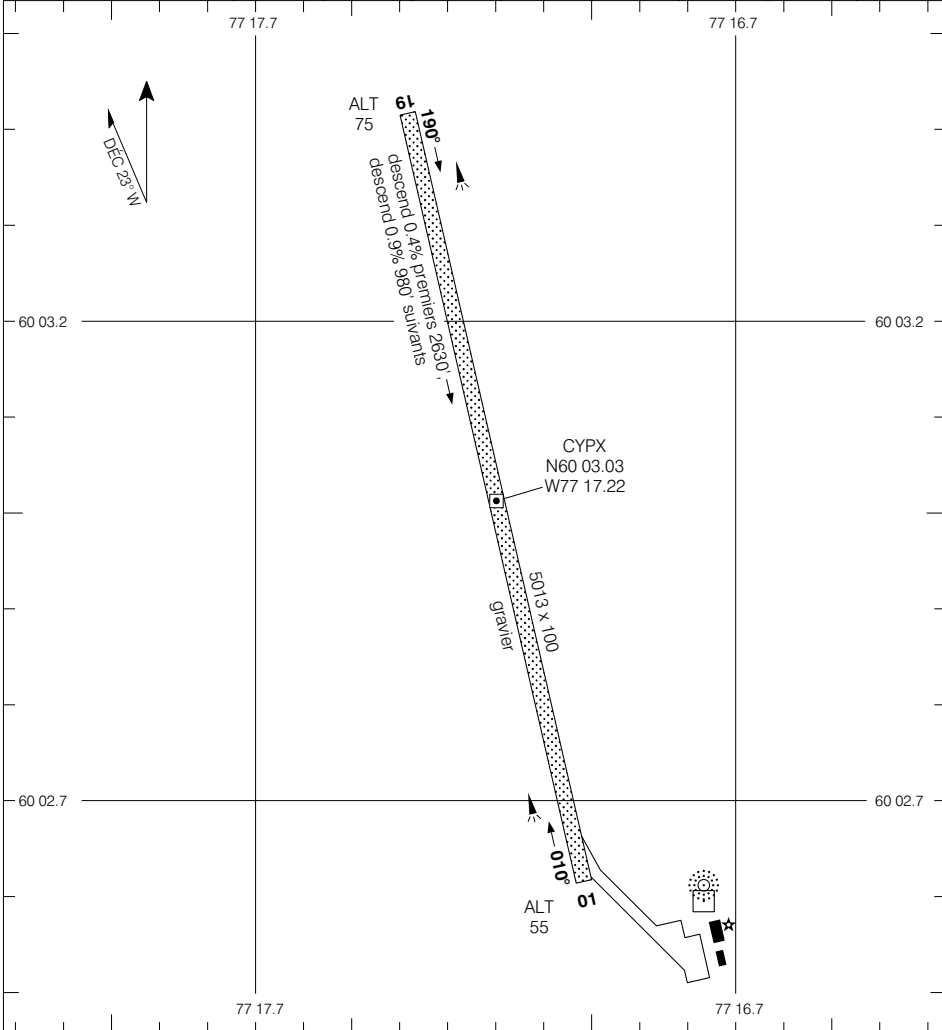 77 17.7
77 16.7
DÉC 23° W
ALT
75
19
190°
descend 0.4% premiers 2630',
descend 0.9% 980' suivants
60 03.2
60 03.2
CYPX
N60 03.03
W77 17.22
5013 x 100
gravier
60 02.7
60 02.7
010°
01
ALT
55
77 17.7
77 16.7